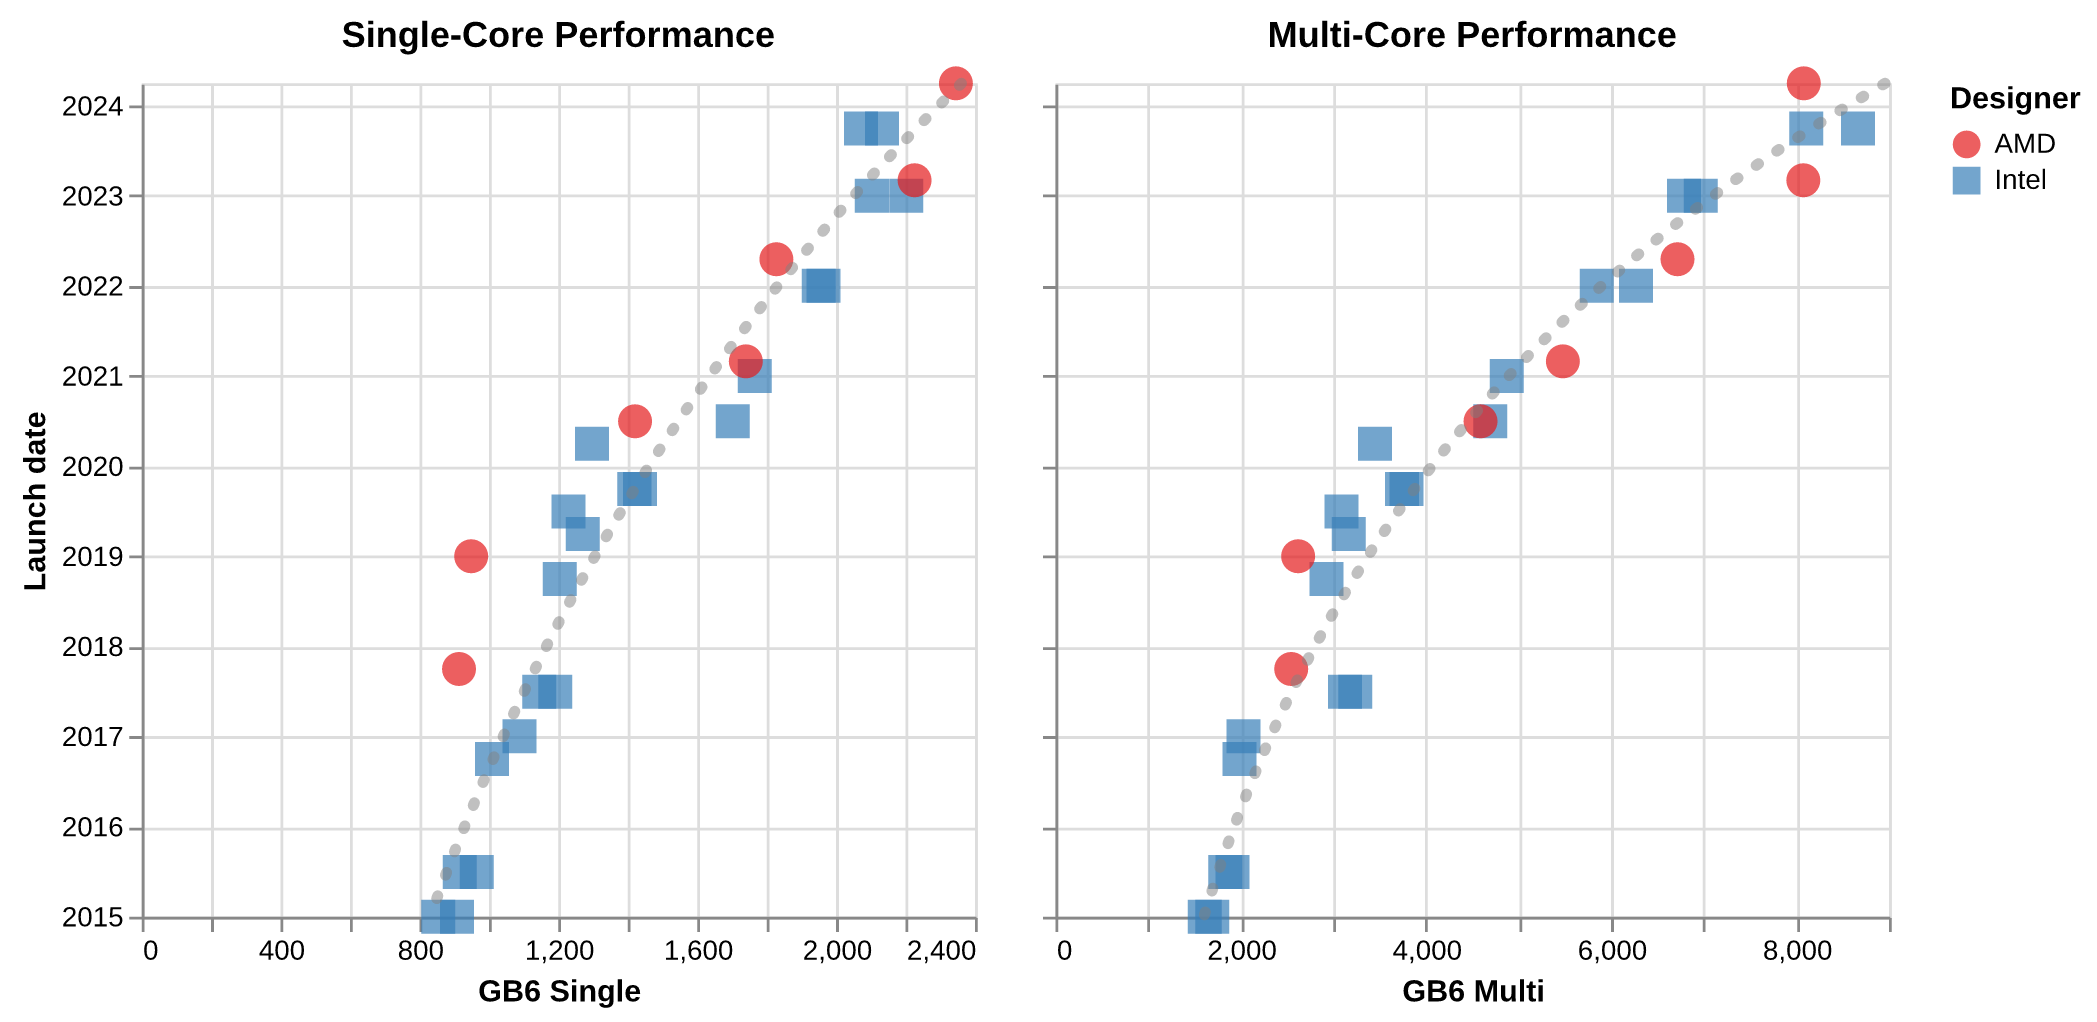 Single-Core Performance
Multi-Core Performance
Designer
AMD
Intel
Launch date
2024
2023
2022
2021
2020
2019
2018
2017
2016
2015
0 400 800 1,200 1,600 2,000 2,400
GB6 Single
0 2,000 4,000 6,000 8,000
GB6 Multi